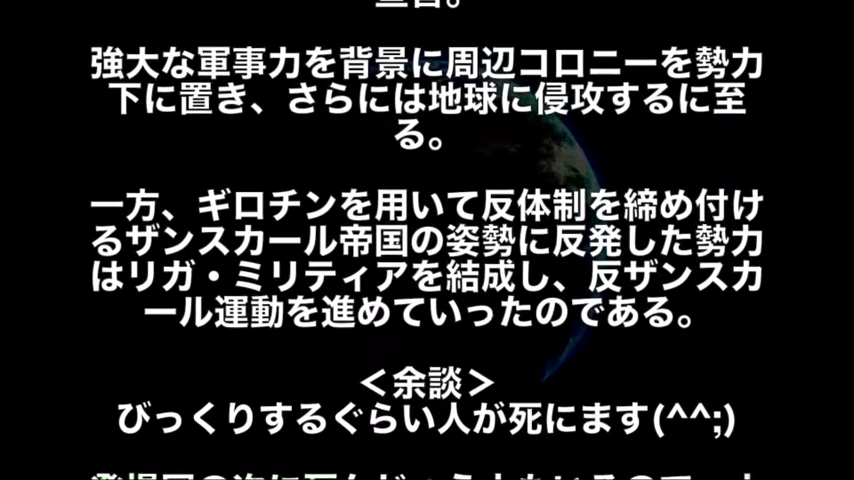 強大な軍事力を背景に周辺コロニーを勢力
下に置き、さらには地球に侵攻するに至
る。
一方、ギロチンを用いて反体制を締め付け
るザンスカール帝国の姿勢に反発した勢力
はリガ・ミリティアを結成し、反ザンスカ
ール運動を進めていったのである。
＜余談＞
びっくりするぐらい人が死にます(^^;)